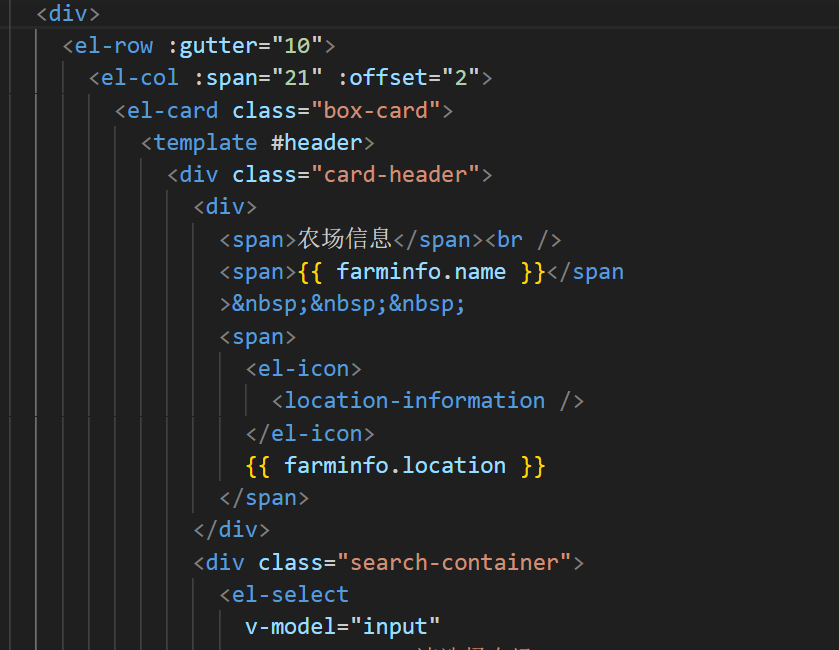 <div>
<el-row :gutter="10">
<el-col :span="21" :offset="2">
<el-card class="box-card">
<template #header>
<div class="card-header">
<div>
<span>农场信息</span><br />
<span>{{ farminfo.name }}</span
>&nbsp;&nbsp;&nbsp;
<span>
<el-icon>
<location-information />
</el-icon>
{{ farminfo.location }}
</span>
</div>
<div class="search-container">
<el-select
v-model="input"